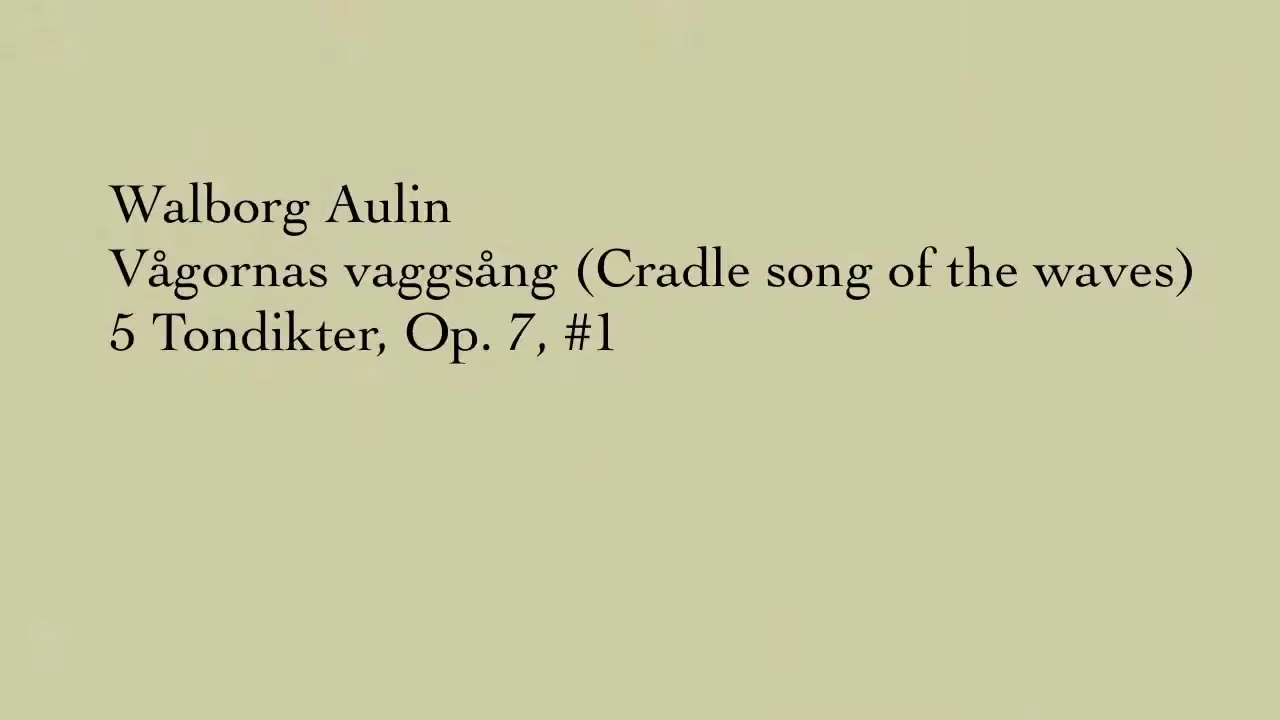 Walborg Aulin
Vågornas vaggsång (Cradle song of the waves)
5 Tondikter, Op. 7, #1